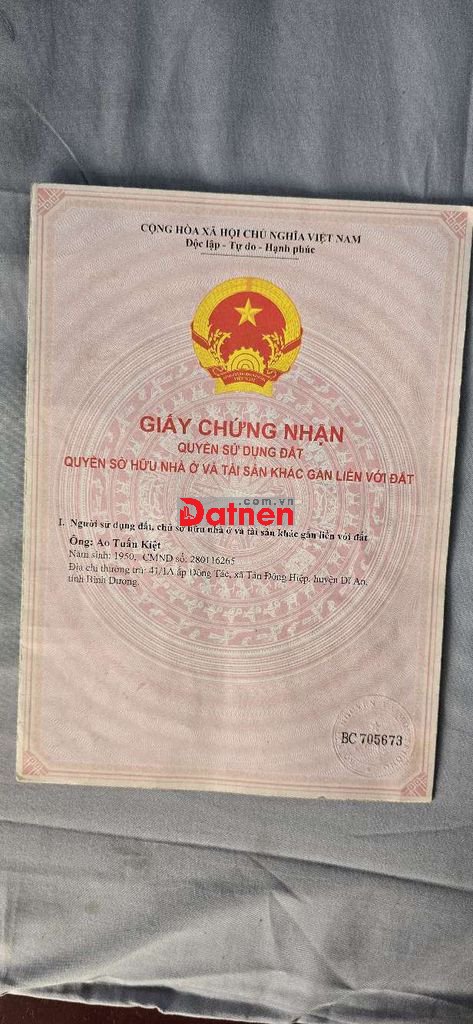 CỘNG HÒA XÃ HỘI CHỦ NGHĨA VIỆT NAM
Độc lập - Tự do - Hạnh phúc
GIẤY CHỨNG NHẬN
QUYỀN SỬ DỤNG ĐẤT
QUYỀN SỞ HỮU NHÀ Ở VÀ TÀI SẢN KHÁC GẮN LIỀN VỚI ĐẤT
.com.vn
Datnen
I. Người sử dụng đất, chủ sở hữu nhà ở và tài sản khác gắn liền với đất
Ông: Ao Tuấn Kiệt
Năm sinh: 1950, CMND số: 280116265
Địa chỉ thường trú: 41/1A ấp Đông Tác, xã Tân Đông Hiệp, huyện Dĩ An,
tỉnh Bình Dương.
BC 705673